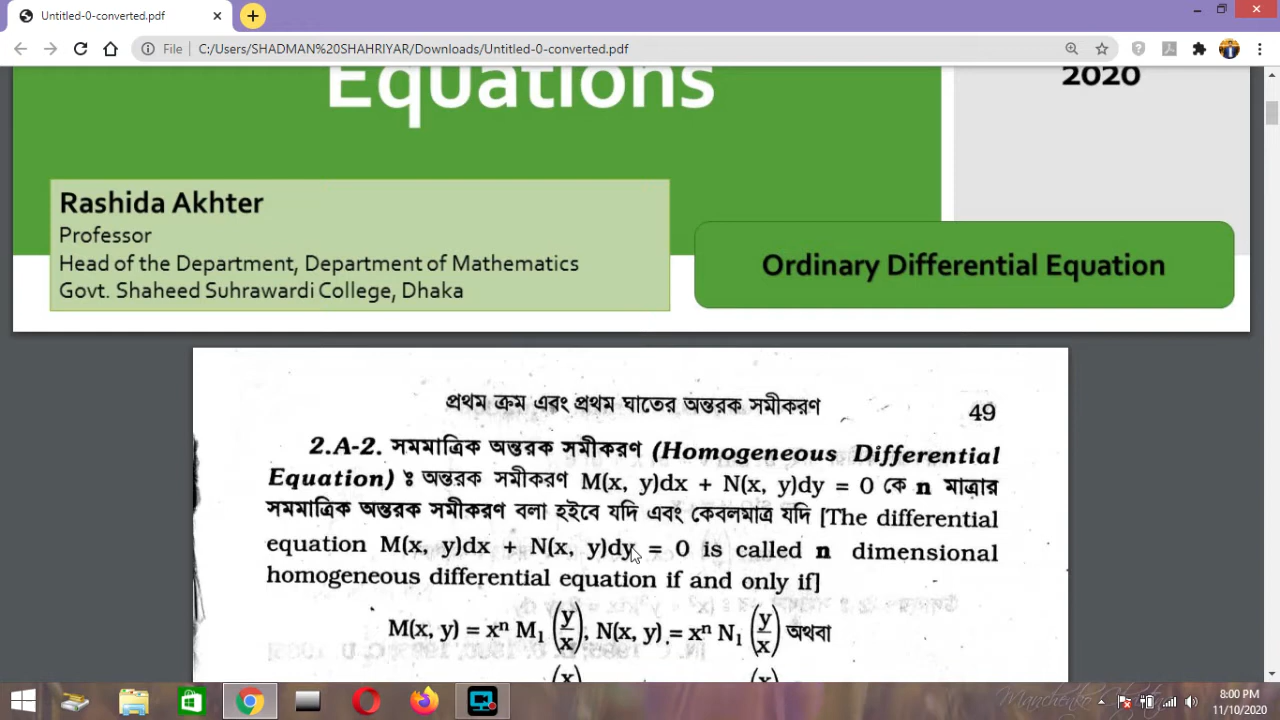 Untitled-0-converted.pdf
File
C:/Users/SHADMAN%20SHAHRIYAR/Downloads/Untitled-0-converted.pdf
Equations
2020
Rashida Akhter
Professor
Head of the Department, Department of Mathematics
Govt. Shaheed Suhrawardi College, Dhaka
Ordinary Differential Equation
প্রথম ক্রম এবং প্রথম ঘাতের অন্তরক সমীকরণ 49
2.A-2. সমমাত্রিক অন্তরক সমীকরণ (Homogeneous Differential
Equation) ঃ অন্তরক সমীকরণ M(x, y)dx + N(x, y)dy = 0 কে n মাত্রার
সমমাত্রিক অন্তরক সমীকরণ বলা হইবে যদি এবং কেবলমাত্র যদি [The differential
equation M(x, y)dx + N(x, y)dy = 0 is called n dimensional
homogeneous differential equation if and only if]
M(x, y) = xⁿ M₁ (y/x), N(x, y) = xⁿ N₁ (y/x) অথবা
8:00 PM
11/10/2020